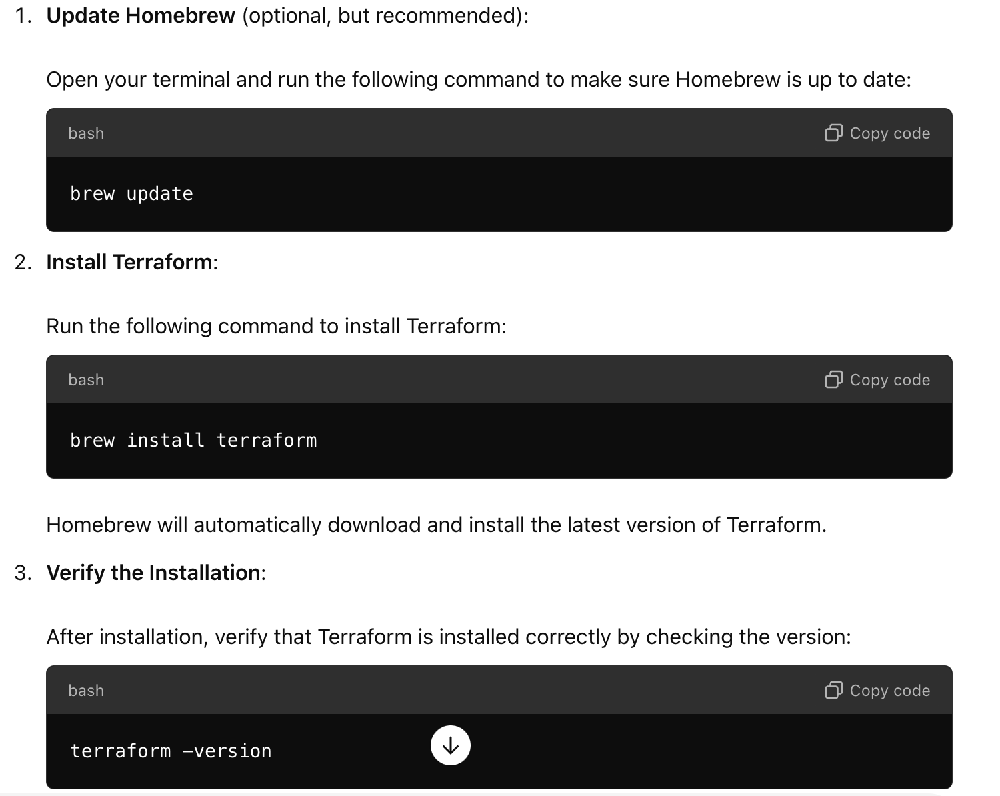 1. Update Homebrew (optional, but recommended):
Open your terminal and run the following command to make sure Homebrew is up to date:
bash Copy code
brew update
2. Install Terraform:
Run the following command to install Terraform:
bash Copy code
brew install terraform
Homebrew will automatically download and install the latest version of Terraform.
3. Verify the Installation:
After installation, verify that Terraform is installed correctly by checking the version:
bash Copy code
terraform -version